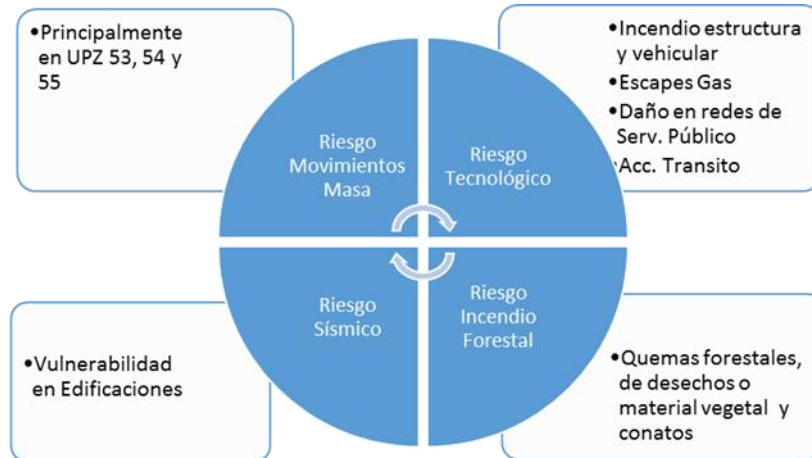 •Principalmente
en UPZ 53, 54 y
55
•Incendio estructura
y vehicular
•Escapes Gas
•Daño en redes de
Serv. Público
•Acc. Transito
Riesgo
Movimientos
Masa
Riesgo
Tecnológico
Riesgo
Sísmico
Riesgo
Incendio
Forestal
•Vulnerabilidad
en Edificaciones
•Quemas forestales,
de desechos o
material vegetal y
conatos